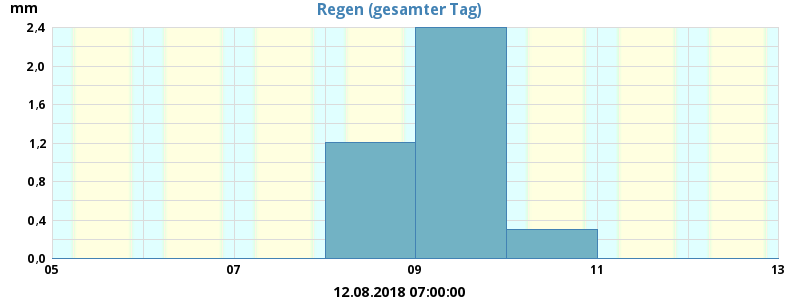 mm
Regen (gesamter Tag)
2,4
2,0
1,6
1,2
0,8
0,4
0,0
05 07 09 11 13
12.08.2018 07:00:00